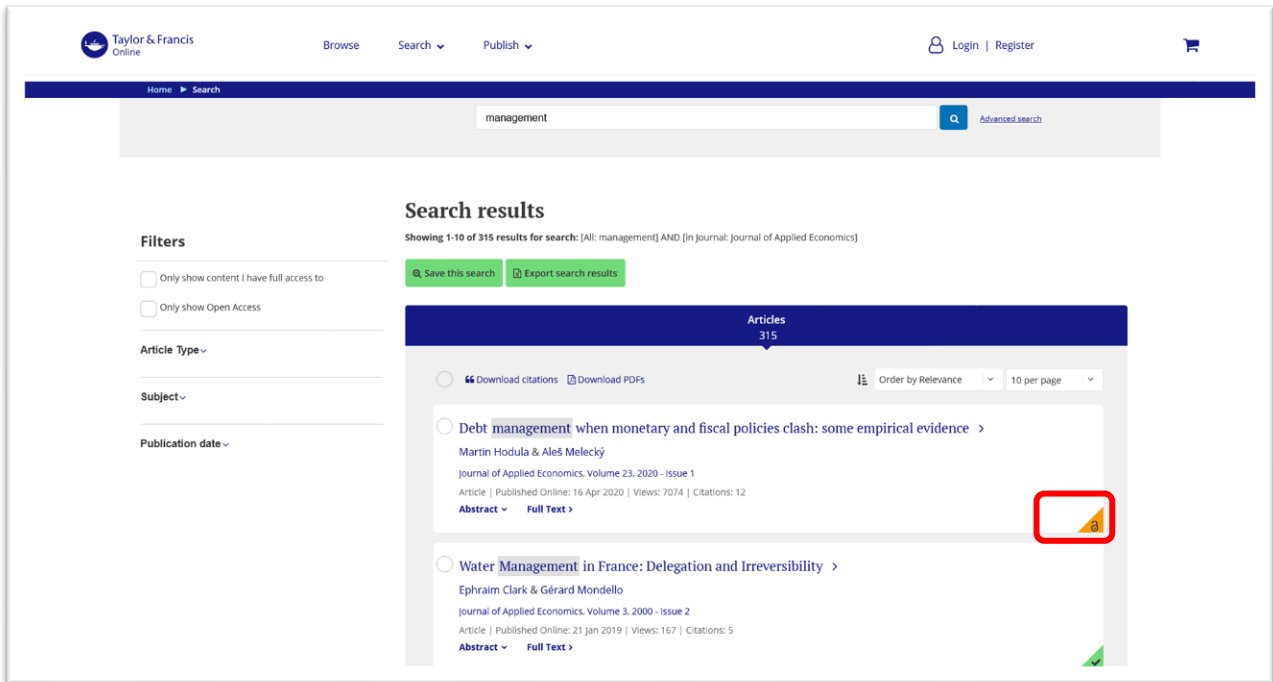 Taylor & Francis
Online
Browse
Search
Publish
Login | Register
Home ▶ Search
management
Advanced search
Search results
Showing 1-10 of 315 results for search: [All: management] AND [in Journal: Journal of Applied Economics]
Filters
Only show content I have full access to
Only show Open Access
Article Type
Subject
Publication date
Save this search
Export search results
Articles
315
Download citations
Download PDFs
Order by Relevance
10 per page
Debt management when monetary and fiscal policies clash: some empirical evidence >
Martin Hodula & Aleš Melecký
Journal of Applied Economics, Volume 23, 2020 - Issue 1
Article | Published Online: 16 Apr 2020 | Views: 7074 | Citations: 12
Abstract
Full Text >
Water Management in France: Delegation and Irreversibility >
Ephraim Clark & Gérard Mondello
Journal of Applied Economics, Volume 3, 2000 - Issue 2
Article | Published Online: 21 Jan 2019 | Views: 167 | Citations: 5
Abstract
Full Text >